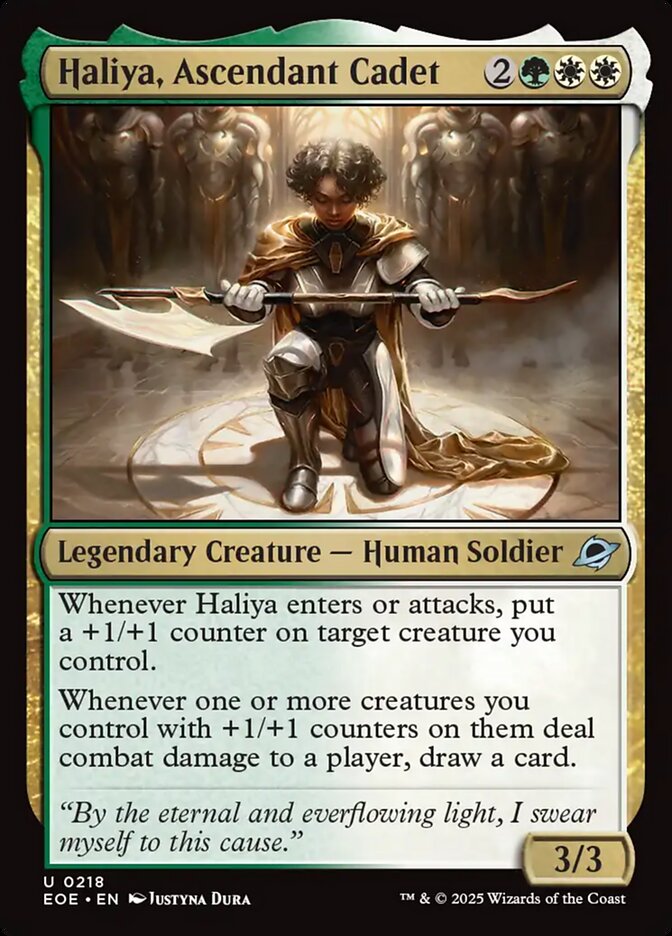 Haliya, Ascendant Cadet 2
Legendary Creature — Human Soldier
Whenever Haliya enters or attacks, put
a +1/+1 counter on target creature you
control.
Whenever one or more creatures you
control with +1/+1 counters on them deal
combat damage to a player, draw a card.
“By the eternal and everflowing light, I swear
myself to this cause.”
3/3
U 0218
EOE • EN Justyna Dura
™ & © 2025 Wizards of the Coast